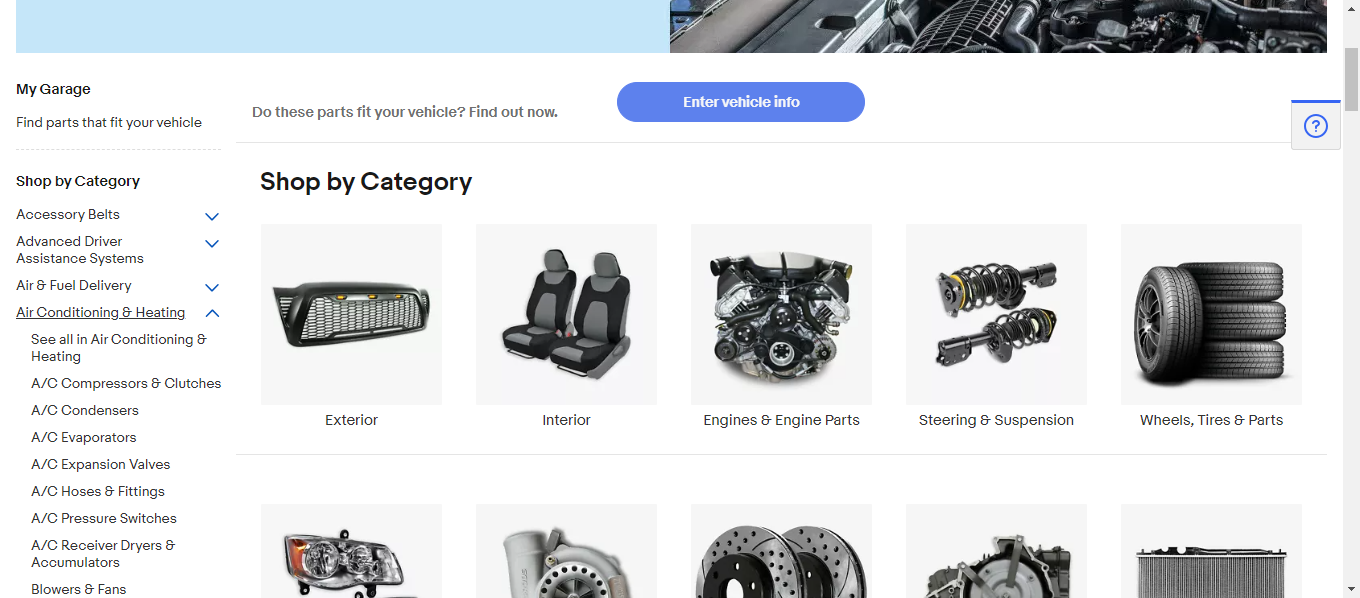 My Garage
Find parts that fit your vehicle
Shop by Category
Accessory Belts
Advanced Driver
Assistance Systems
Air & Fuel Delivery
Air Conditioning & Heating
See all in Air Conditioning &
Heating
A/C Compressors & Clutches
A/C Condensers
A/C Evaporators
A/C Expansion Valves
A/C Hoses & Fittings
A/C Pressure Switches
A/C Receiver Dryers &
Accumulators
Blowers & Fans
Do these parts fit your vehicle? Find out now.
Enter vehicle info
?
Shop by Category
Exterior
Interior
Engines & Engine Parts
Steering & Suspension
Wheels, Tires & Parts